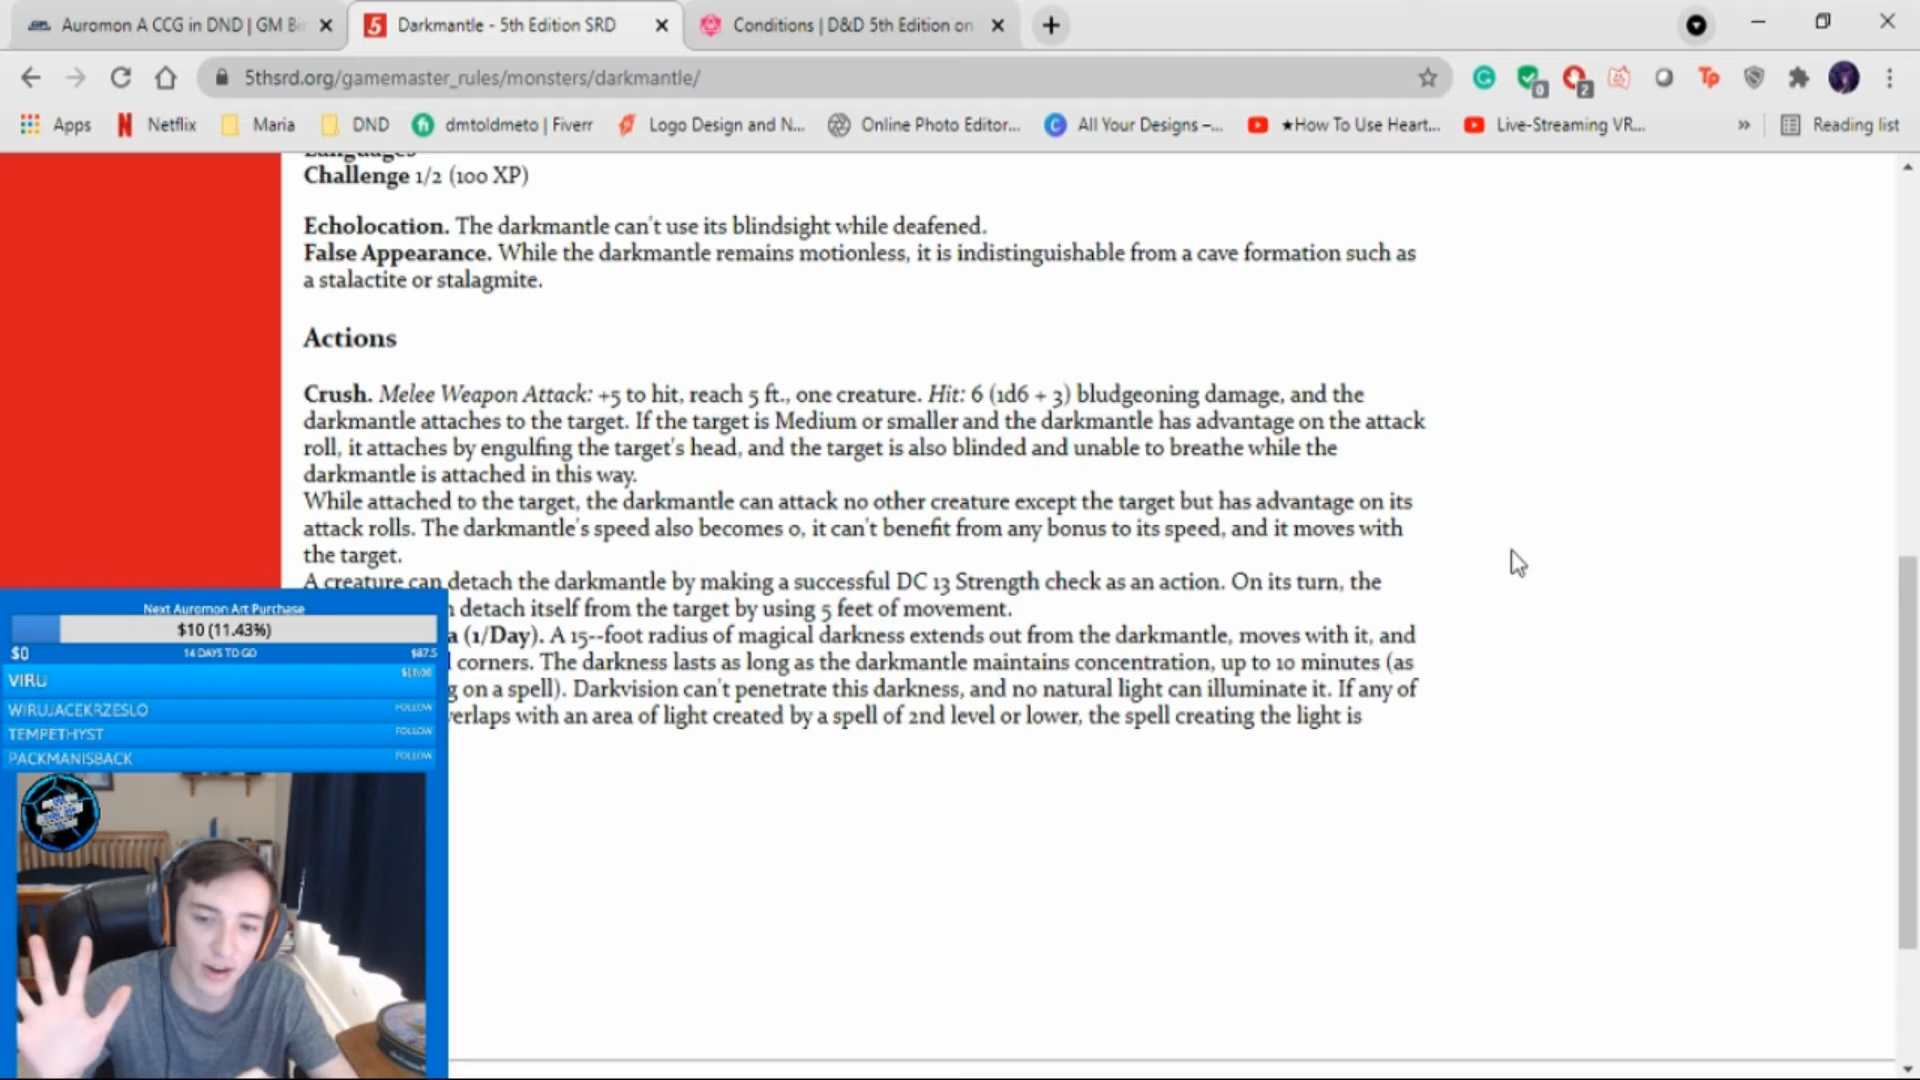 Auromon A CCG in DND | GM Bin
Darkmantle - 5th Edition SRD
Conditions | D&D 5th Edition on
5thsrd.org/gamemaster_rules/monsters/darkmantle/
0
2
Tp
Apps
Netflix
Maria
DND
dmtoldmeto | Fiverr
Logo Design and N...
Online Photo Editor...
All Your Designs –...
★How To Use Heart...
Live-Streaming VR...
»
Reading list
Languages
Challenge 1/2 (100 XP)
Echolocation. The darkmantle can't use its blindsight while deafened.
False Appearance. While the darkmantle remains motionless, it is indistinguishable from a cave formation such as
a stalactite or stalagmite.
Actions
Crush. Melee Weapon Attack: +5 to hit, reach 5 ft., one creature. Hit: 6 (1d6 + 3) bludgeoning damage, and the
darkmantle attaches to the target. If the target is Medium or smaller and the darkmantle has advantage on the attack
roll, it attaches by engulfing the target's head, and the target is also blinded and unable to breathe while the
darkmantle is attached in this way.
While attached to the target, the darkmantle can attack no other creature except the target but has advantage on its
attack rolls. The darkmantle's speed also becomes 0, it can't benefit from any bonus to its speed, and it moves with
the target.
A creature can detach the darkmantle by making a successful DC 13 Strength check as an action. On its turn, the
detach itself from the target by using 5 feet of movement.
a (1/Day). A 15--foot radius of magical darkness extends out from the darkmantle, moves with it, and
corners. The darkness lasts as long as the darkmantle maintains concentration, up to 10 minutes (as
g on a spell). Darkvision can't penetrate this darkness, and no natural light can illuminate it. If any of
verlaps with an area of light created by a spell of 2nd level or lower, the spell creating the light is
Next Auromon Art Purchase
$10 (11.43%)
$0 14 DAYS TO GO $87.5
VIRU
WIRUJACEKRZESLO FOLLOW
TEMPETHYST FOLLOW
PACKMANISBACK FOLLOW